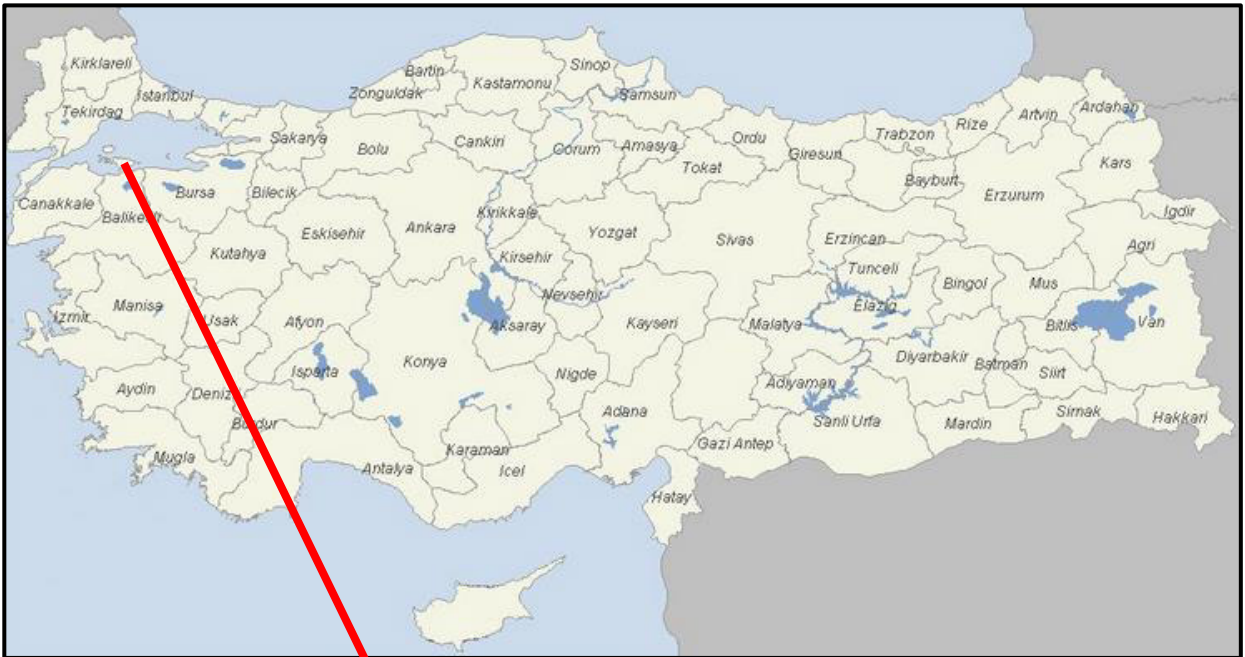 Kirklareli
Bartin
Kastamonu
Sinop
Zonguldak
Samsun
Istanbul
Tekirdag
Ardahan
Artvin
Rize
Trabzon
Ordu
Giresun
Sakarya
Bolu
Cankiri
Corum
Amasya
Tokat
Kars
Bayburt
Erzurum
Canakkale
Balikesir
Bursa
Bilecik
Kirikkale
Igdir
Eskisehir
Ankara
Yozgat
Sivas
Erzincan
Agri
Kutahya
Kirsehir
Tunceli
Bingol
Mus
Nevsehir
Manisa
Izmir
Usak
Afyon
Aksaray
Kayseri
Malatya
Elazig
Bitlis
Van
Isparta
Konya
Nigde
Diyarbakir
Batman
Siirt
Aydin
Denizli
Adiyaman
Burdur
Adana
Sanli Urfa
Mardin
Sirnak
Hakkari
Mugla
Antalya
Karaman
Icel
Gazi Antep
Hatay